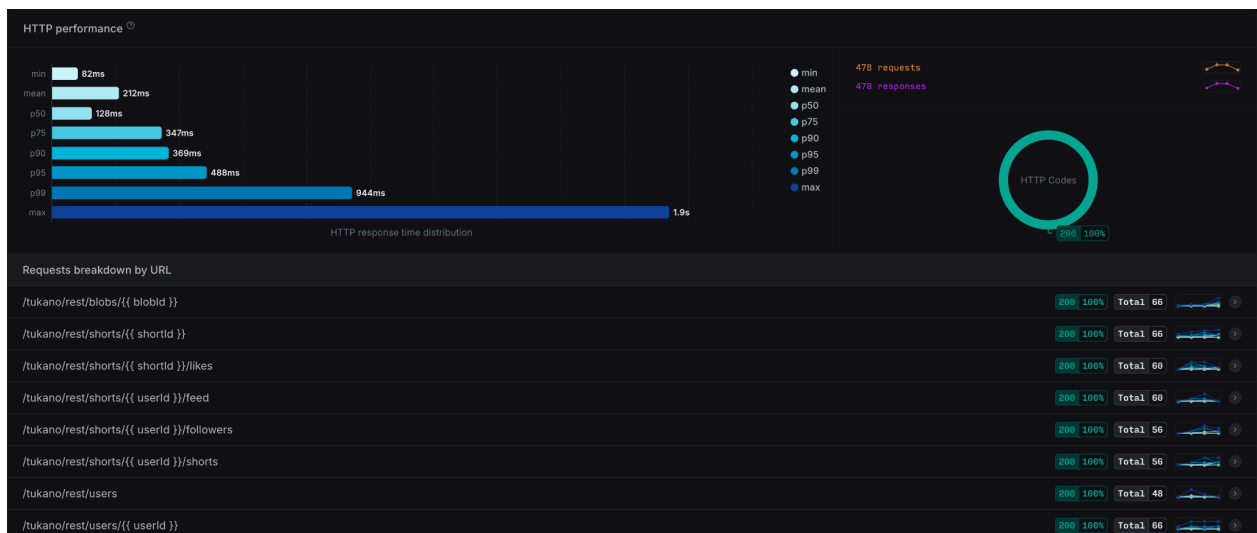 HTTP performance ?
min 82ms
mean 212ms
p50 128ms
p75 347ms
p90 369ms
p95 488ms
p99 944ms
max 1.9s
HTTP response time distribution
min
mean
p50
p75
p90
p95
p99
max
478 requests
478 responses
HTTP Codes
200 100%
Requests breakdown by URL
/tukano/rest/blobs/{{ blobId }} 200 100% Total 66
/tukano/rest/shorts/{{ shortId }} 200 100% Total 66
/tukano/rest/shorts/{{ shortId }}/likes 200 100% Total 60
/tukano/rest/shorts/{{ userId }}/feed 200 100% Total 60
/tukano/rest/shorts/{{ userId }}/followers 200 100% Total 56
/tukano/rest/shorts/{{ userId }}/shorts 200 100% Total 56
/tukano/rest/users 200 100% Total 48
/tukano/rest/users/{{ userId }} 200 100% Total 66